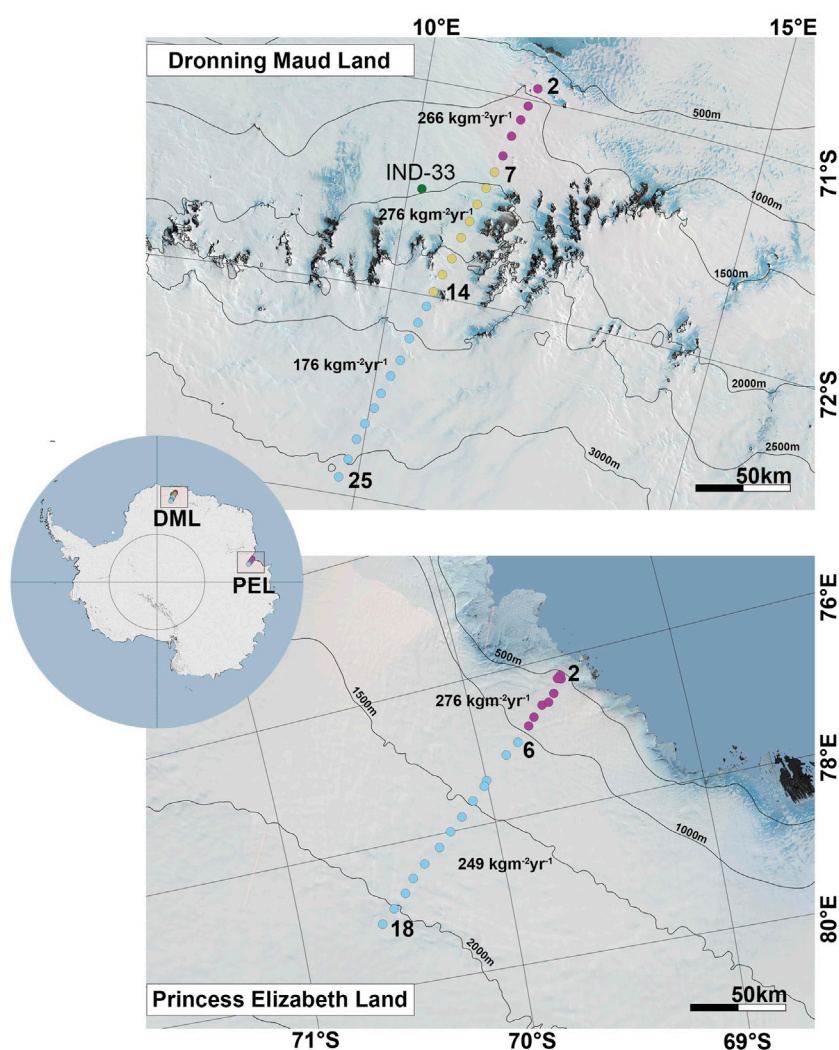 10°E
15°E
Dronning Maud Land
2
500m
266 kgm-2yr-1
71°S
IND-33
7
1000m
276 kgm-2yr-1
1500m
14
176 kgm-2yr-1
2000m
72°S
2500m
3000m
25
50km
DML
PEL
76°E
500m
2
1500m
276 kgm-2yr-1
6
78°E
1000m
249 kgm-2yr-1
18
2000m
80°E
Princess Elizabeth Land
50km
71°S
70°S
69°S